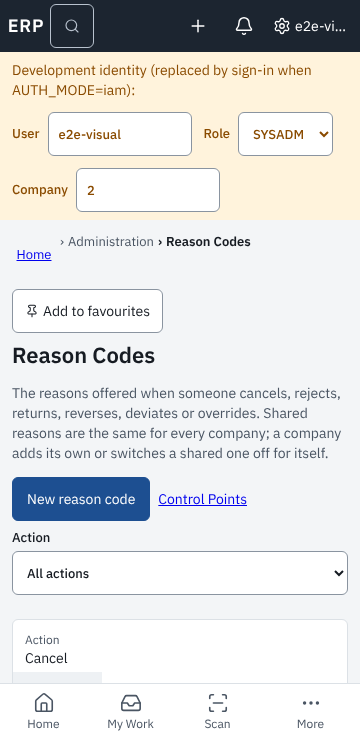 ERP
e2e-vi...
Development identity (replaced by sign-in when
AUTH_MODE=iam):
User e2e-visual Role SYSADM
Company 2
Home › Administration › Reason Codes
Add to favourites
Reason Codes
The reasons offered when someone cancels, rejects,
returns, reverses, deviates or overrides. Shared
reasons are the same for every company; a company
adds its own or switches a shared one off for itself.
New reason code Control Points
Action
All actions
Action
Cancel
Home My Work Scan More